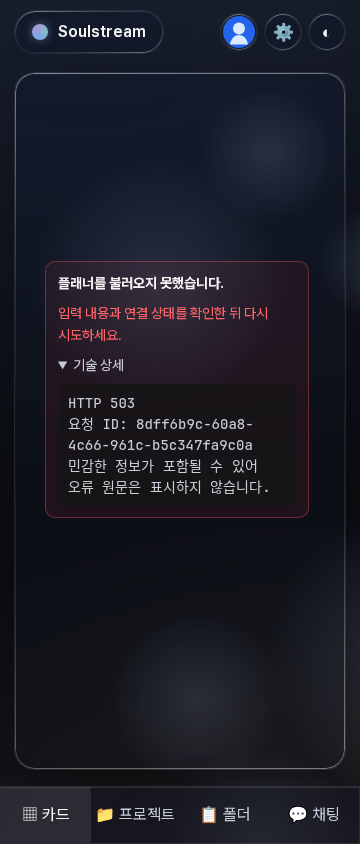 Soulstream
플래너를 불러오지 못했습니다.
입력 내용과 연결 상태를 확인한 뒤 다시
시도하세요.
▼ 기술 상세
HTTP 503
요청 ID: 8dff6b9c-60a8-
4c66-961c-b5c347fa9c0a
민감한 정보가 포함될 수 있어
오류 원문은 표시하지 않습니다.
카드
프로젝트
폴더
채팅